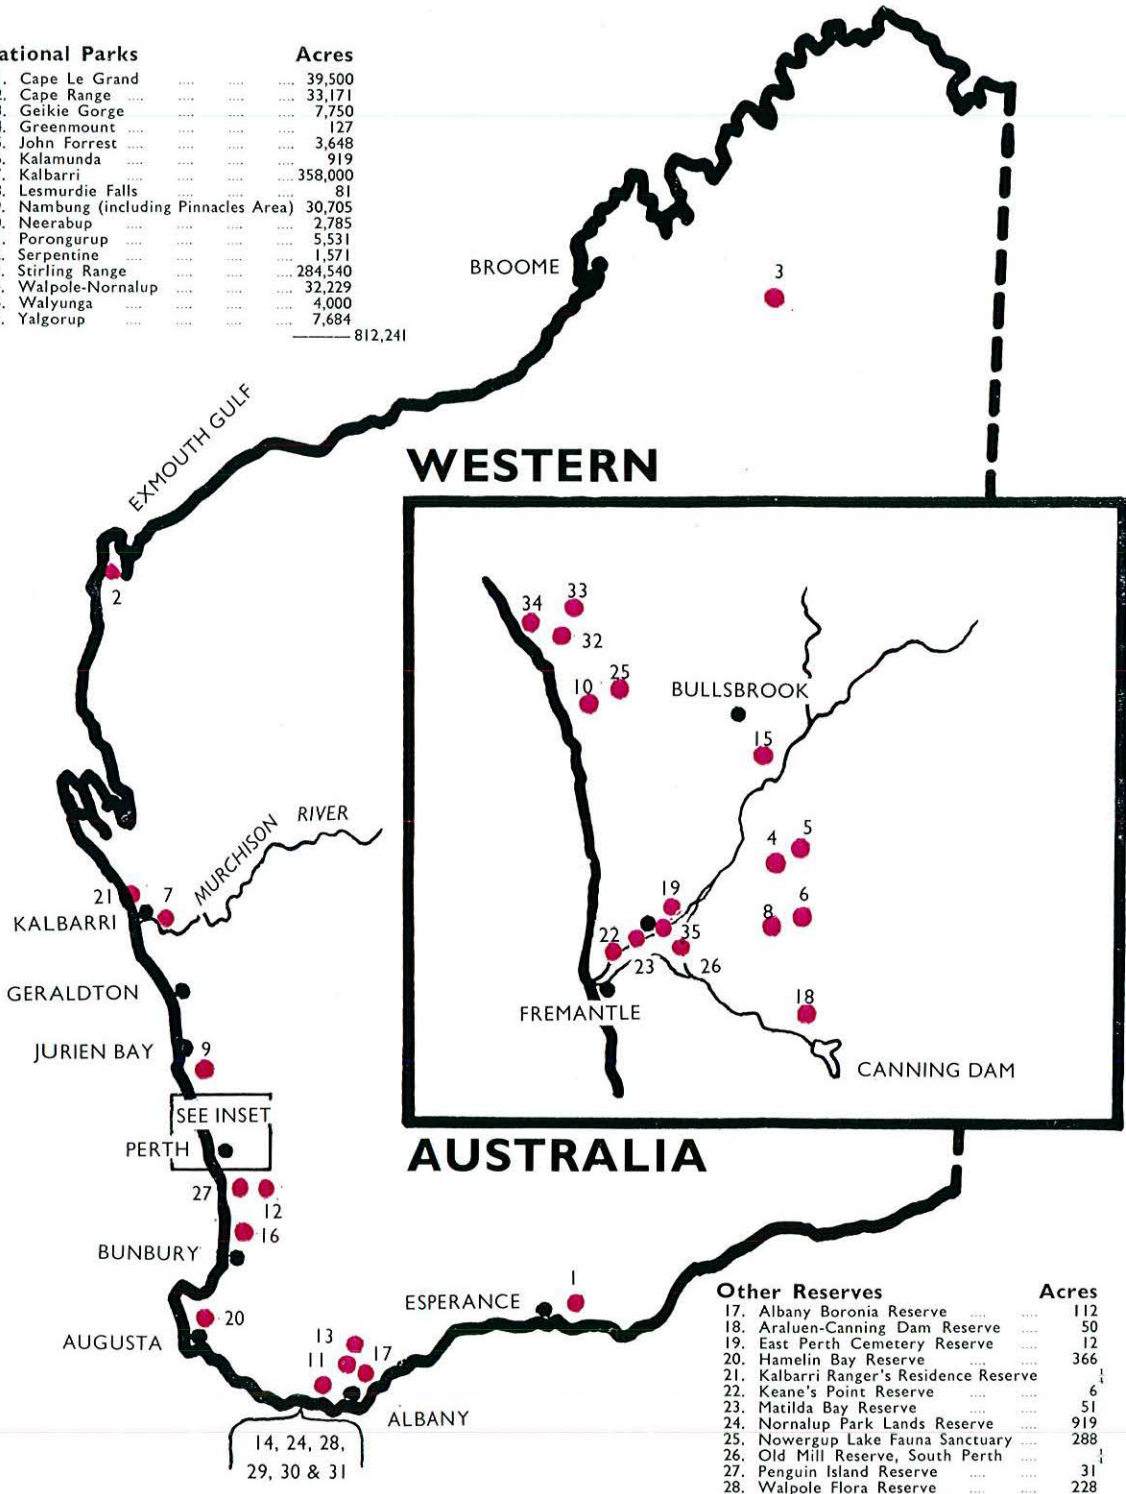 ational Parks Acres
. Cape Le Grand .... .... .... 39,500
. Cape Range .... .... .... .... 33,171
. Geikie Gorge .... .... .... 7,750
. Greenmount .... .... .... .... 127
. John Forrest .... .... .... .... 3,648
. Kalamunda .... .... .... .... 919
. Kalbarri .... .... .... .... 358,000
. Lesmurdie Falls .... .... .... 81
. Nambung (including Pinnacles Area) 30,705
. Neerabup .... .... .... .... 2,785
. Porongurup .... .... .... .... 5,531
. Serpentine .... .... .... .... 1,571
. Stirling Range .... .... .... 284,540
. Walpole-Nornalup .... .... .... 32,229
. Walyunga .... .... .... .... 4,000
. Yalgorup .... .... .... .... 7,684
812,241
BROOME
3
EXMOUTH GULF
2
WESTERN
33
34
32
25
10
BULLSBROOK
15
5
4
6
8
19
22
35
23
26
18
FREMANTLE
CANNING DAM
MURCHISON RIVER
21
7
KALBARRI
GERALDTON
JURIEN BAY
9
SEE INSET
PERTH
AUSTRALIA
27
12
16
BUNBURY
20
AUGUSTA
ESPERANCE
1
13
11
17
ALBANY
14, 24, 28,
29, 30 & 31
Other Reserves Acres
17. Albany Boronia Reserve .... .... 112
18. Araluen-Canning Dam Reserve .... 50
19. East Perth Cemetery Reserve .... 12
20. Hamelin Bay Reserve .... .... 366
21. Kalbarri Ranger's Residence Reserve
22. Keane's Point Reserve .... .... 6
23. Matilda Bay Reserve .... .... 51
24. Nornalup Park Lands Reserve .... 919
25. Nowergup Lake Fauna Sanctuary .... 288
26. Old Mill Reserve, South Perth ....
27. Penguin Island Reserve .... .... 31
28. Walpole Flora Reserve .... .... 228